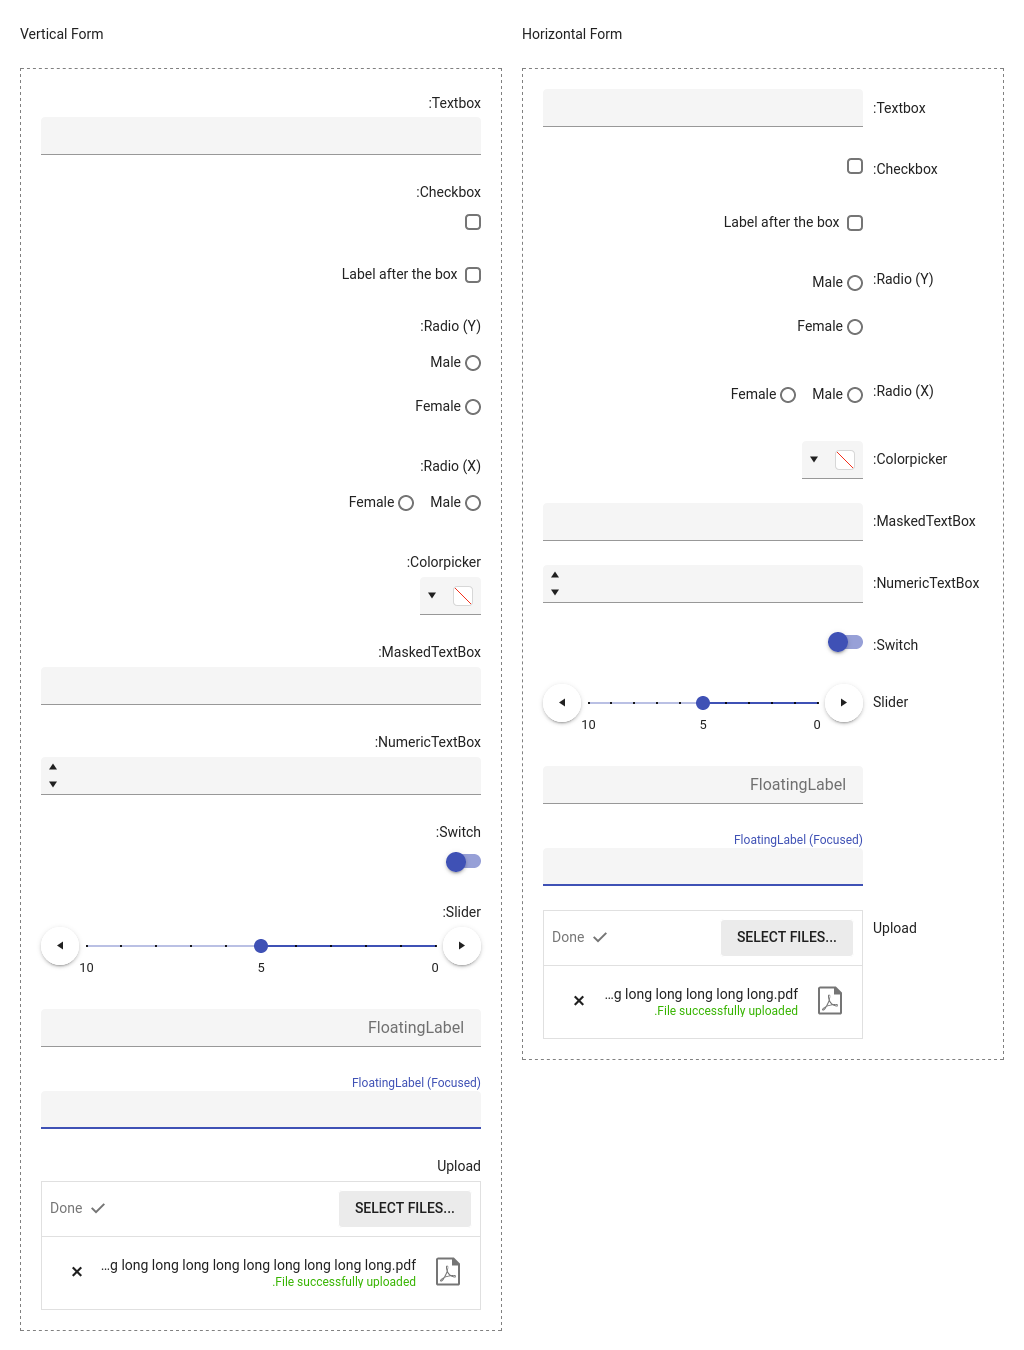 Vertical Form
:Textbox
:Checkbox
Label after the box
:Radio (Y)
Male
Female
:Radio (X)
Female Male
:Colorpicker
:MaskedTextBox
:NumericTextBox
:Switch
:Slider
10 5 0
FloatingLabel
FloatingLabel (Focused)
Upload
Done SELECT FILES...
...g long long long long long long long long long.pdf
.File successfully uploaded
Horizontal Form
:Textbox
:Checkbox
Label after the box
Male :Radio (Y)
Female
Female Male :Radio (X)
:Colorpicker
:MaskedTextBox
:NumericTextBox
:Switch
Slider
10 5 0
FloatingLabel
FloatingLabel (Focused)
Upload
Done SELECT FILES...
...g long long long long long.pdf
.File successfully uploaded